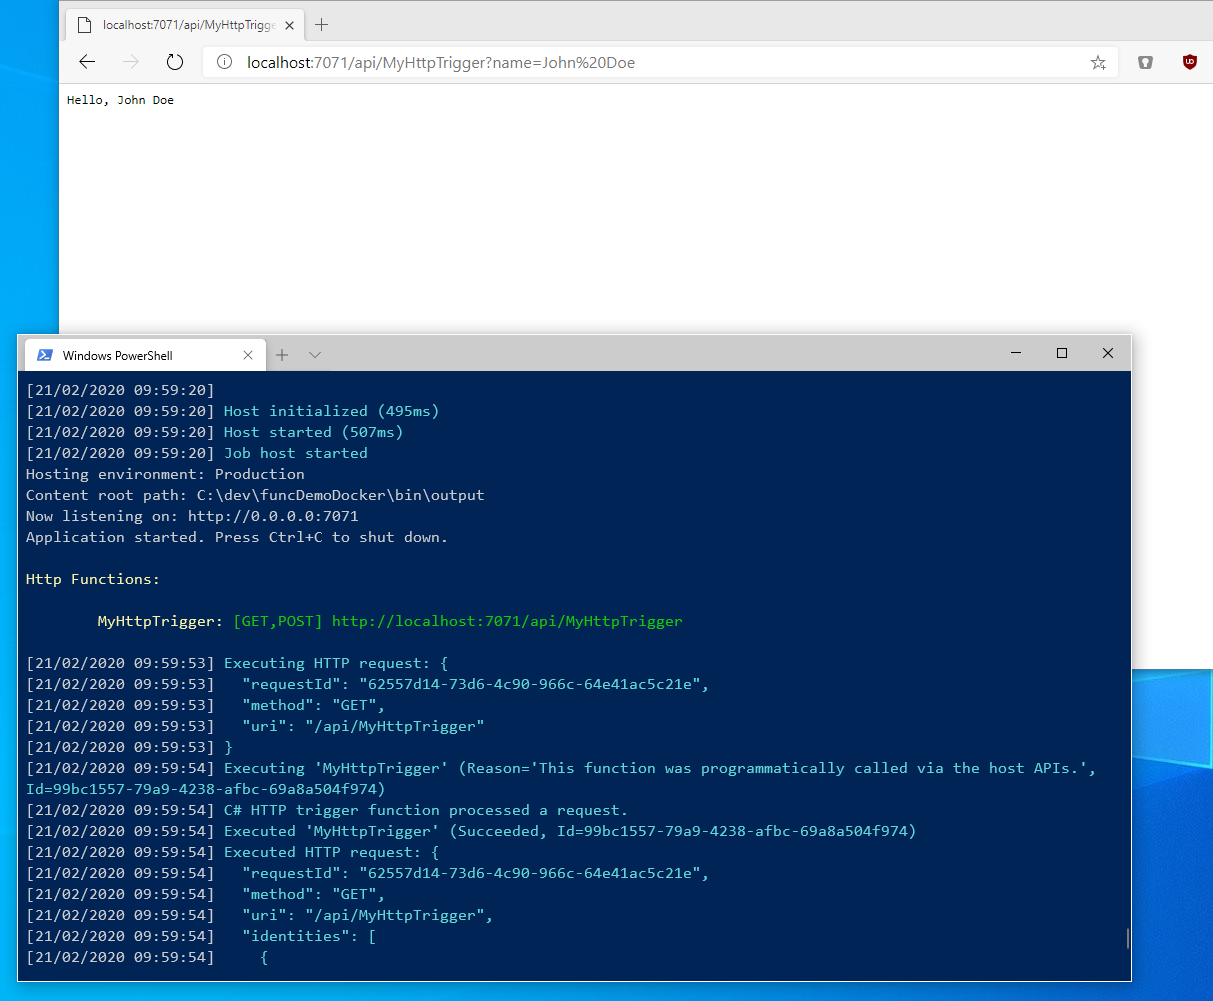 localhost:7071/api/MyHttpTrigge
localhost:7071/api/MyHttpTrigger?name=John%20Doe
Hello, John Doe
Windows PowerShell
[21/02/2020 09:59:20]
[21/02/2020 09:59:20] Host initialized (495ms)
[21/02/2020 09:59:20] Host started (507ms)
[21/02/2020 09:59:20] Job host started
Hosting environment: Production
Content root path: C:\dev\funcDemoDocker\bin\output
Now listening on: http://0.0.0.0:7071
Application started. Press Ctrl+C to shut down.
Http Functions:
MyHttpTrigger: [GET,POST] http://localhost:7071/api/MyHttpTrigger
[21/02/2020 09:59:53] Executing HTTP request: {
[21/02/2020 09:59:53]   "requestId": "62557d14-73d6-4c90-966c-64e41ac5c21e",
[21/02/2020 09:59:53]   "method": "GET",
[21/02/2020 09:59:53]   "uri": "/api/MyHttpTrigger"
[21/02/2020 09:59:53] }
[21/02/2020 09:59:54] Executing 'MyHttpTrigger' (Reason='This function was programmatically called via the host APIs.',
Id=99bc1557-79a9-4238-afbc-69a8a504f974)
[21/02/2020 09:59:54] C# HTTP trigger function processed a request.
[21/02/2020 09:59:54] Executed 'MyHttpTrigger' (Succeeded, Id=99bc1557-79a9-4238-afbc-69a8a504f974)
[21/02/2020 09:59:54] Executed HTTP request: {
[21/02/2020 09:59:54]   "requestId": "62557d14-73d6-4c90-966c-64e41ac5c21e",
[21/02/2020 09:59:54]   "method": "GET",
[21/02/2020 09:59:54]   "uri": "/api/MyHttpTrigger",
[21/02/2020 09:59:54]   "identities": [
[21/02/2020 09:59:54]     {